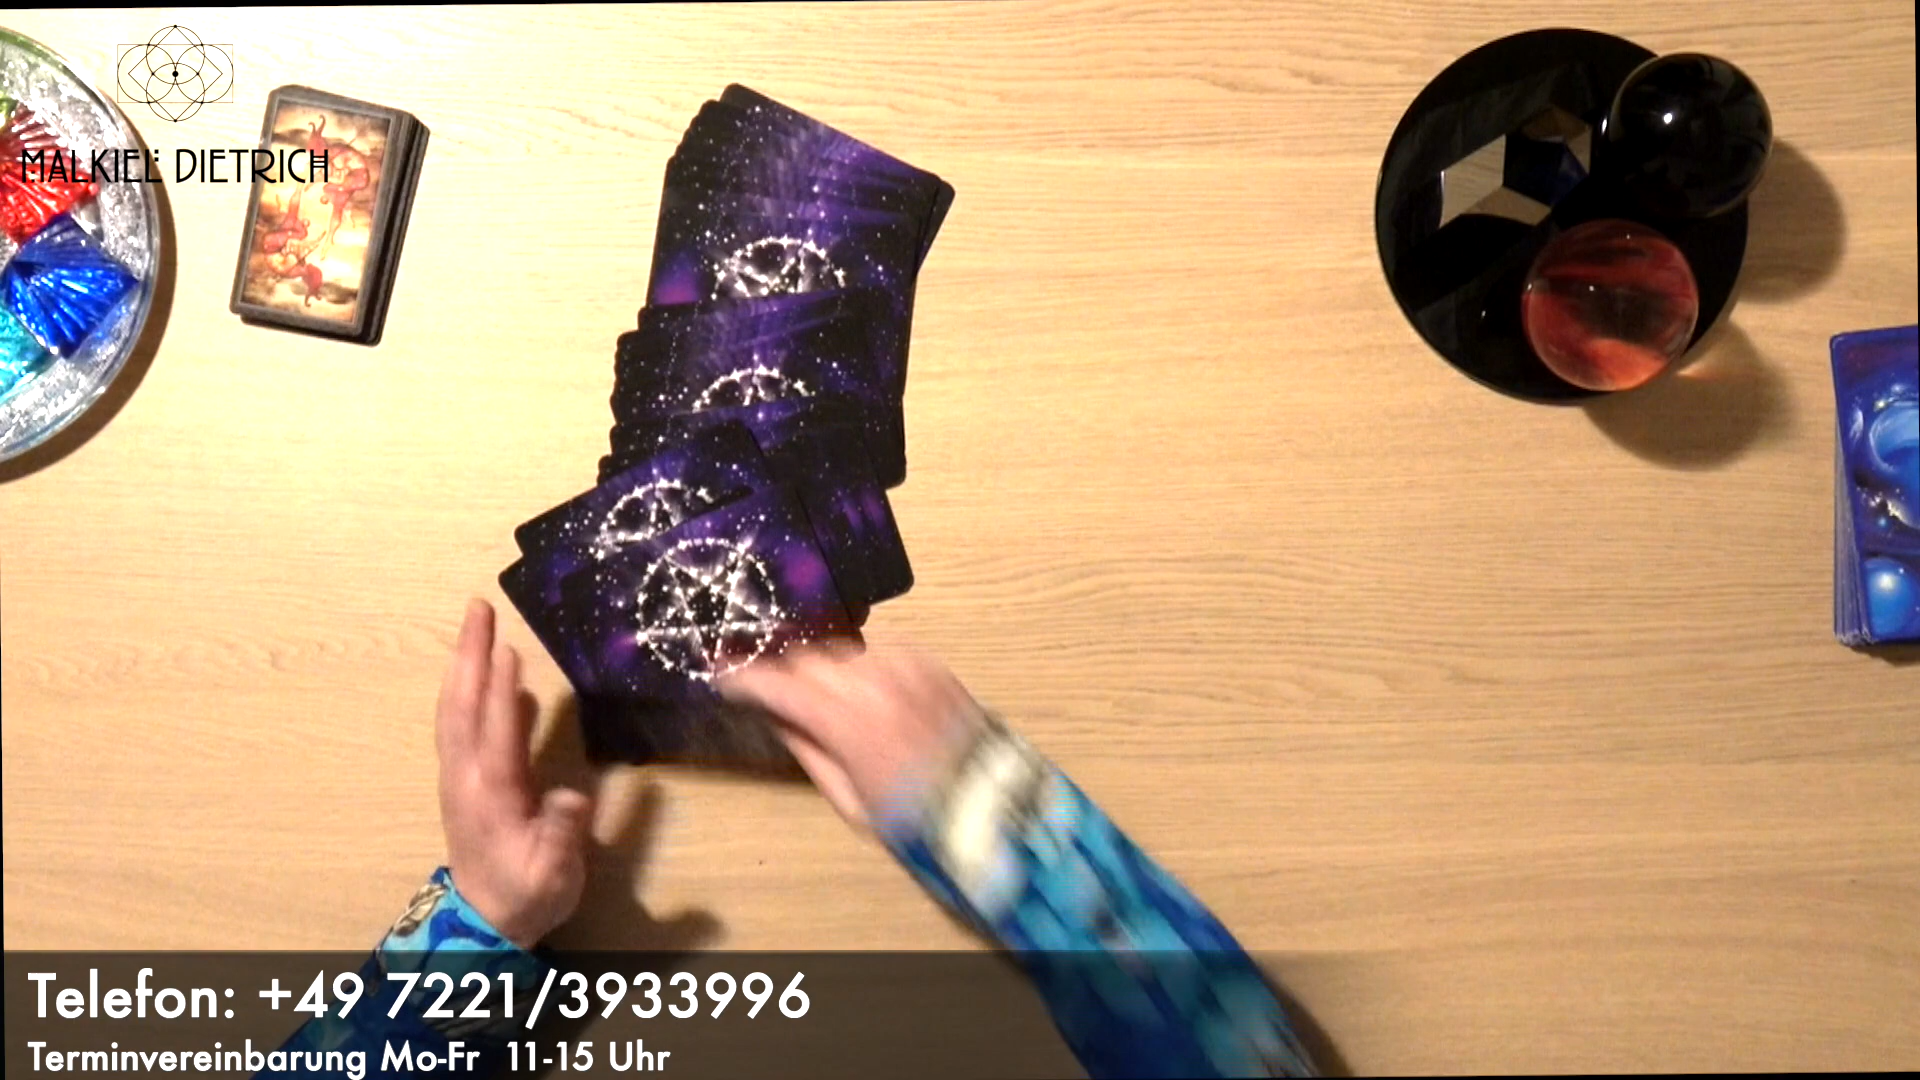 MALKIEL DIETRICH
Telefon: +49 7221/3933996
Terminvereinbarung Mo-Fr 11-15 Uhr